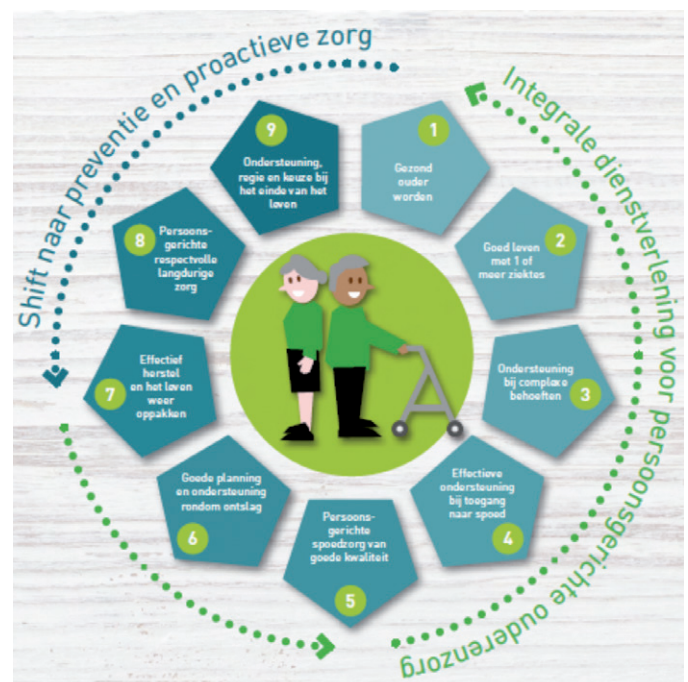 Shift naar preventie en proactieve zorg
Integrale dienstverlening voor persoonsgerichte ouderenzorg
1
Gezond
ouder
worden
2
Goed leven
met 1 of
meer ziektes
3
Ondersteuning
bij complexe
behoeften
4
Effectieve
ondersteuning
bij toegang
naar spoed
5
Persoons-
gerichte
spoedzorg van
goede kwaliteit
6
Goede planning
en ondersteuning
rondom ontslag
7
Effectief
herstel
en het leven
weer
oppakken
8
Persoons-
gerichte
respectvolle
langdurige
zorg
9
Ondersteuning,
regie en keuze bij
het einde van het
leven